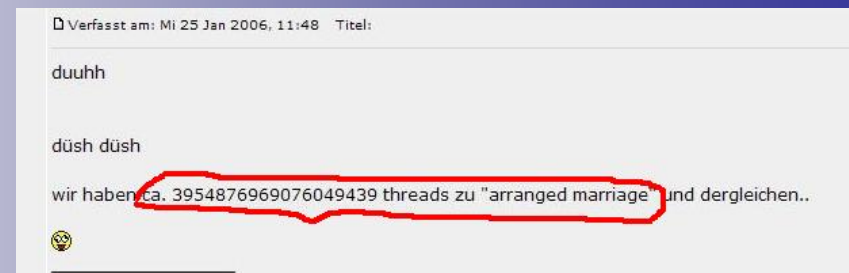 Verfasst am: Mi 25 Jan 2006, 11:48 Titel:
duuhh
düsh düsh
wir haben ca. 3954876969076049439 threads zu "arranged marriage" und dergleichen..